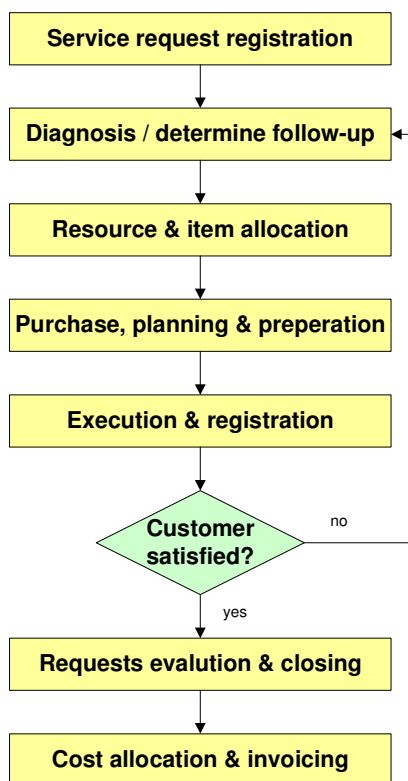 Service request registration
Diagnosis / determine follow-up
Resource & item allocation
Purchase, planning & preperation
Execution & registration
Customer
satisfied?
no
yes
Requests evalution & closing
Cost allocation & invoicing